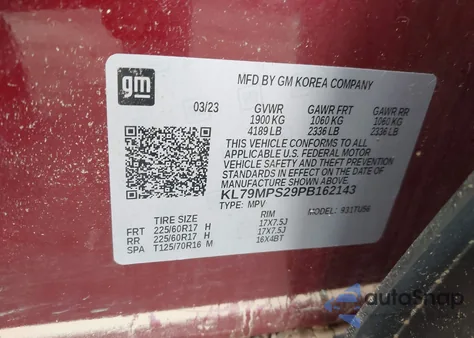 gm
MFD BY GM KOREA COMPANY
03/23 GVWR GAWR FRT GAWR RR
1900 KG 1060 KG 1060 KG
4189 LB 2336 LB 2336 LB
THIS VEHICLE CONFORMS TO ALL
APPLICABLE U.S. FEDERAL MOTOR
VEHICLE SAFETY AND THEFT PREVENTION
STANDARDS IN EFFECT ON THE DATE OF
MANUFACTURE SHOWN ABOVE.
KL79MPS29PB162143
TYPE: MPV MODEL: 931TU56
TIRE SIZE RIM
FRT 225/60R17 H 17X7.5J
RR 225/60R17 H 17X7.5J
SPA T125/70R16 M 16X4BT
autoSnap